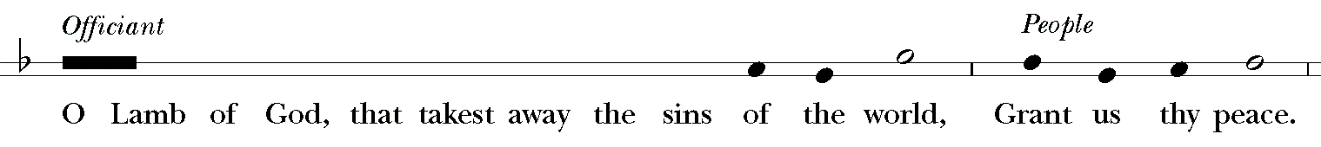 Officiant People
O Lamb of God, that takest away the sins of the world, Grant us thy peace.